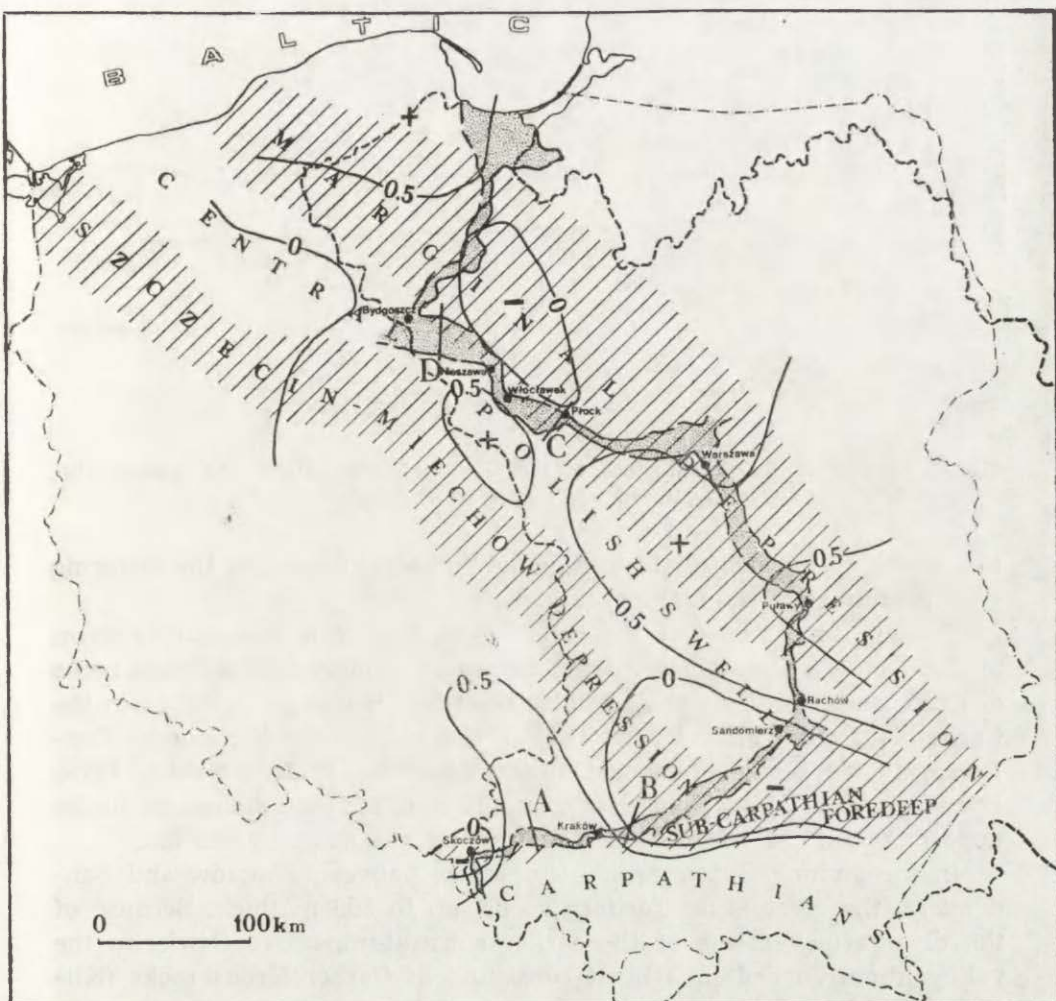 BALTIC
MARGINAL DEPRESSION
CENTRAL POLISH SWELL
SZCZECIN-MIECHOW DEPRESSION
+
0.5
0
0
-
Bydgoszcz
D
Nieszawa
Włocławek
0.5
+
Płock
C
Warszawa
+
0.5
Puławy
0.5
0.5
0
Rachów
Sandomierz
-
A
B
SUB-CARPATHIAN
FOREDEEP
Kraków
0
Skoczów
-
CARPATHIANS
0 100km